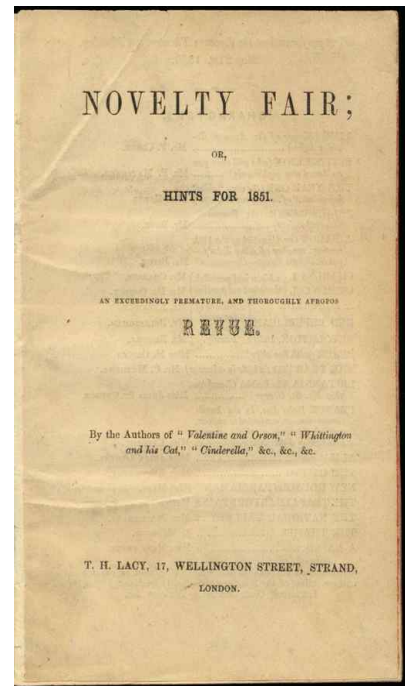 NOVELTY FAIR;
OR,
HINTS FOR 1851.
AN EXCEEDINGLY PREMATURE, AND THOROUGHLY APROPOS
REVUE.
By the Authors of "Valentine and Orson," "Whittington
and his Cat," "Cinderella," &c., &c., &c.
T. H. LACY, 17, WELLINGTON STREET, STRAND,
LONDON.